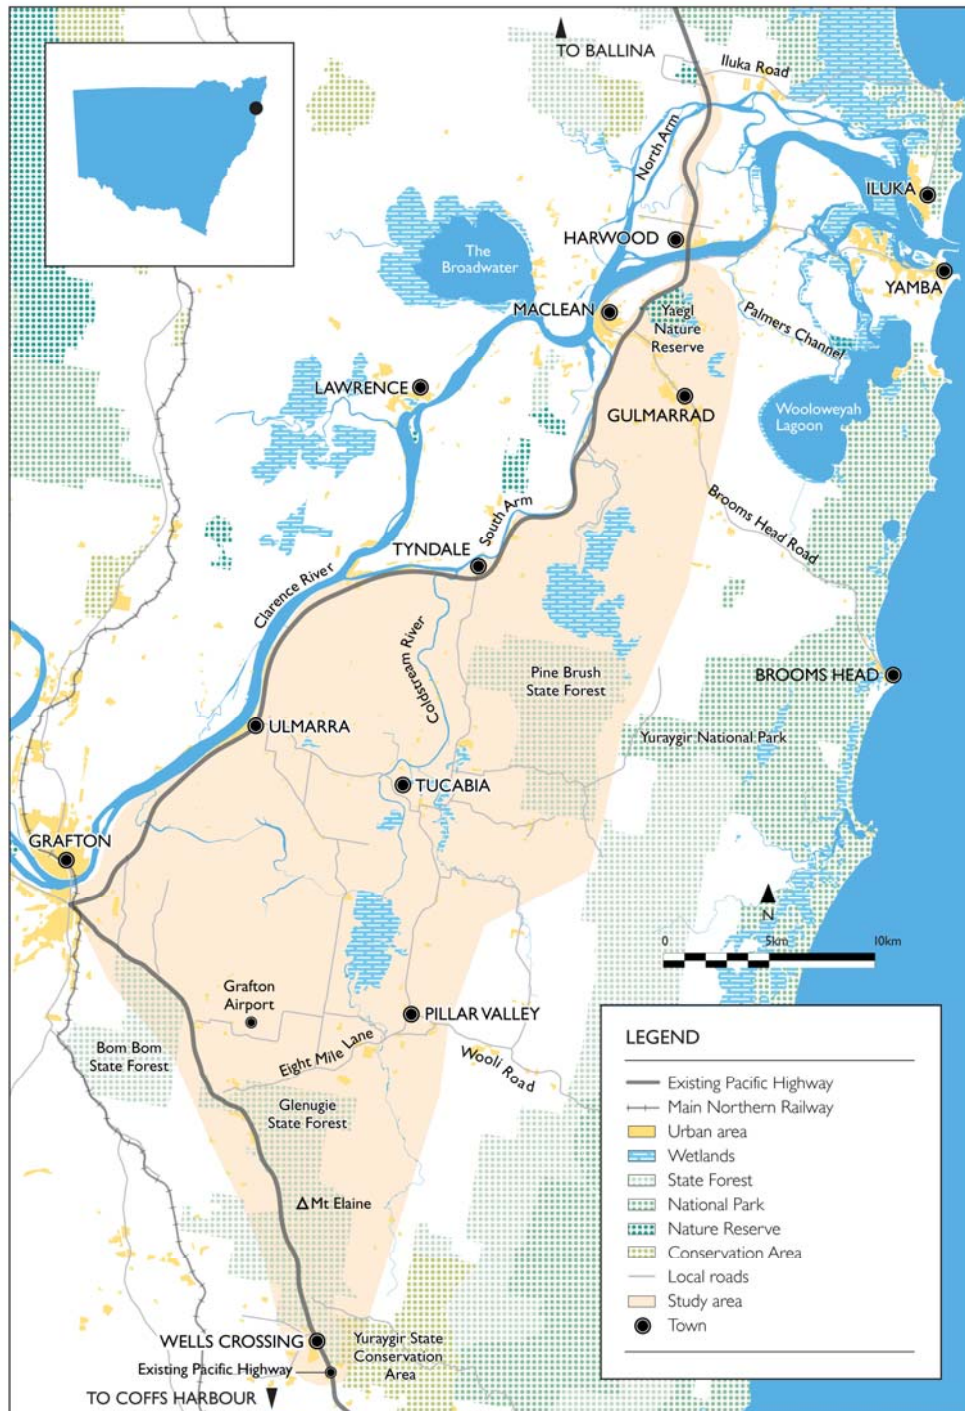 TO BALLINA
Iluka Road
North Arm
ILUKA
HARWOOD
The
Broadwater
YAMBA
MACLEAN
Yaegl
Nature
Reserve
Palmers Channel
LAWRENCE
GULMARRAD
Wooloweyah
Lagoon
Brooms Head Road
South Arm
TYNDALE
Clarence River
Coldstream River
Pine Brush
State Forest
BROOMS HEAD
ULMARRA
Yuraygir National Park
TUCABIA
GRAFTON
N
0 5km 10km
Grafton
Airport
PILLAR VALLEY
Bom Bom
State Forest
Eight Mile Lane
Wooli Road
Glenugie
State Forest
Mt Elaine
WELLS CROSSING
Yuraygir State
Conservation
Area
Existing Pacific Highway
TO COFFS HARBOUR
LEGEND
Existing Pacific Highway
Main Northern Railway
Urban area
Wetlands
State Forest
National Park
Nature Reserve
Conservation Area
Local roads
Study area
Town